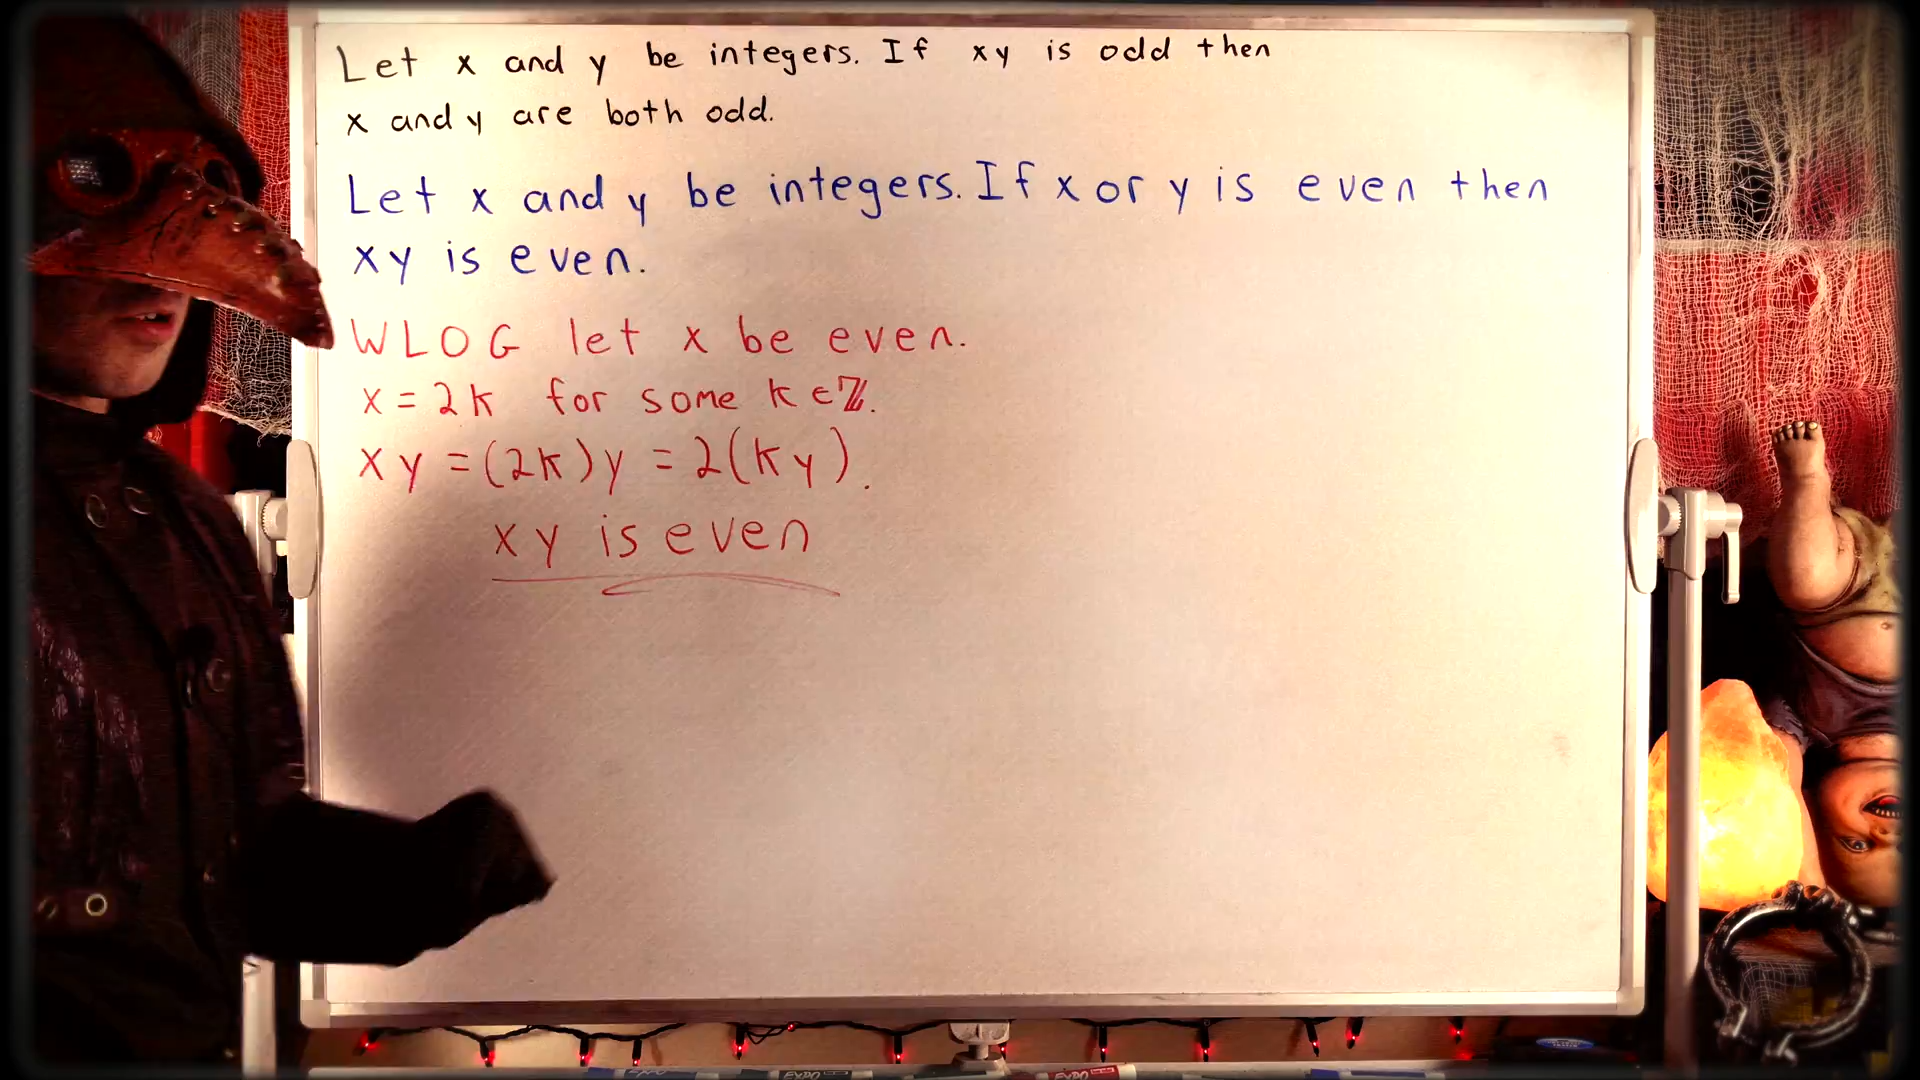 Let x and y be integers. If xy is odd then
x and y are both odd.
Let x and y be integers. If x or y is even then
xy is even.
WLOG let x be even.
x = 2k for some k ∈ ℤ.
xy = (2k)y = 2(ky).
xy is even
EXPO
EXPO